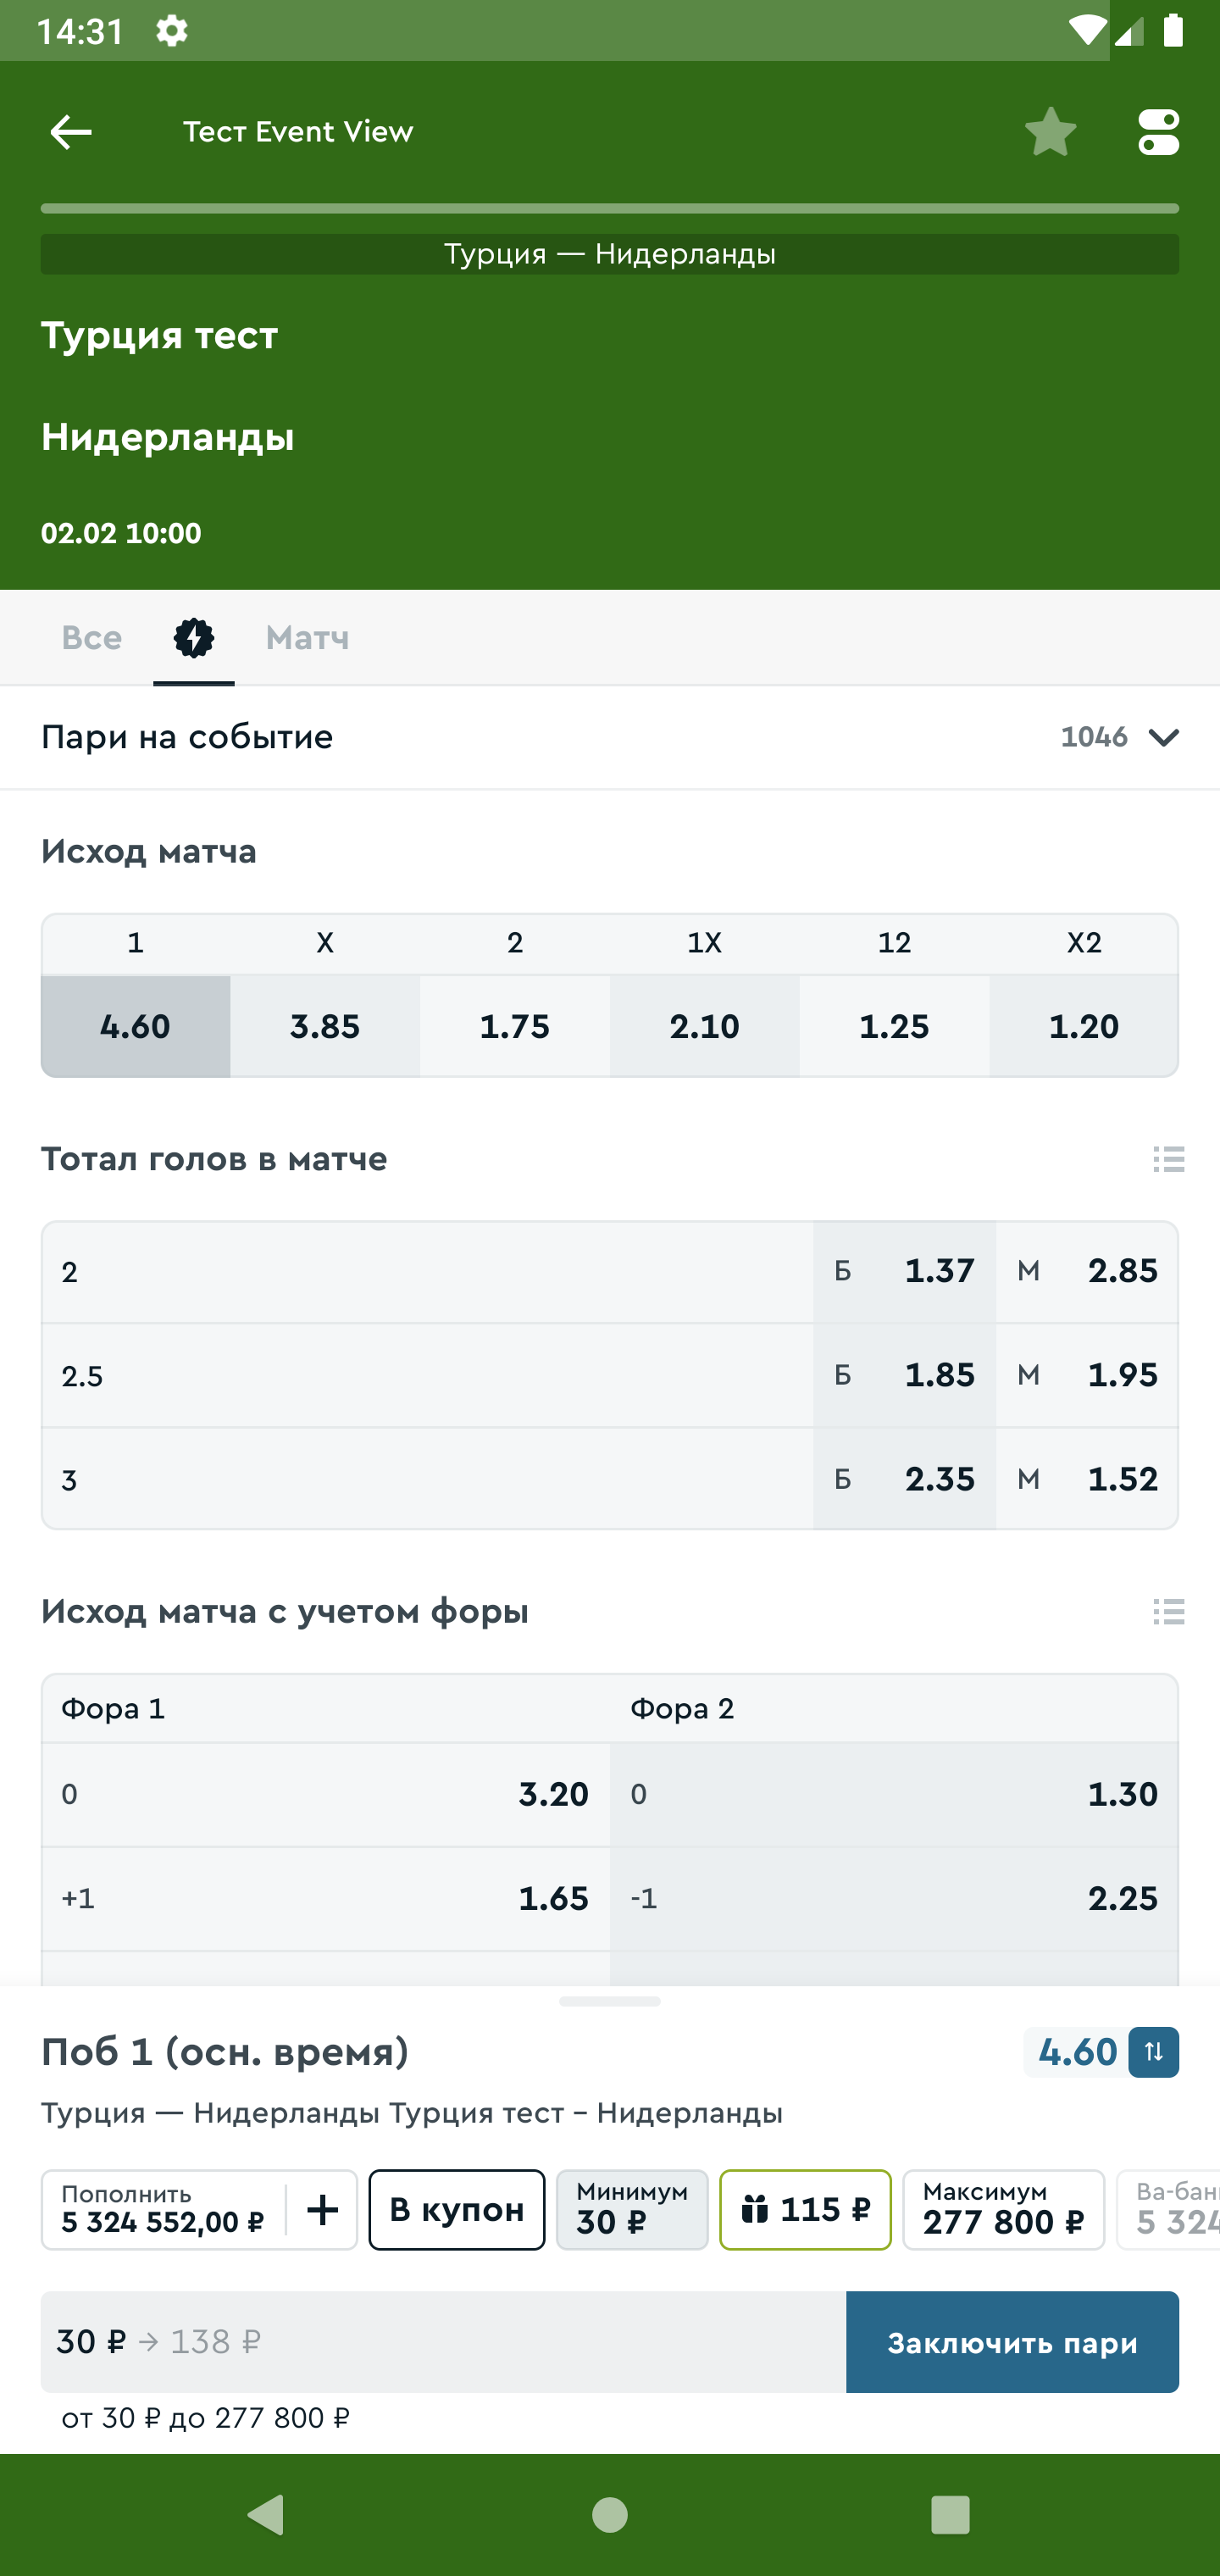 14:31
Тест Event View
Турция — Нидерланды
Турция тест
Нидерланды
02.02 10:00
Все Матч
Пари на событие 1046
Исход матча
1 X 2 1X 12 X2
4.60 3.85 1.75 2.10 1.25 1.20
Тотал голов в матче
2 Б 1.37 М 2.85
2.5 Б 1.85 М 1.95
3 Б 2.35 М 1.52
Исход матча с учетом форы
Фора 1 Фора 2
0 3.20 0 1.30
+1 1.65 -1 2.25
Поб 1 (осн. время) 4.60
Турция — Нидерланды Турция тест – Нидерланды
Пополнить Минимум Максимум Ва-бан
5 324 552,00 ₽ + В купон 30 ₽ 115 ₽ 277 800 ₽ 5 324
30 ₽ → 138 ₽ Заключить пари
от 30 ₽ до 277 800 ₽